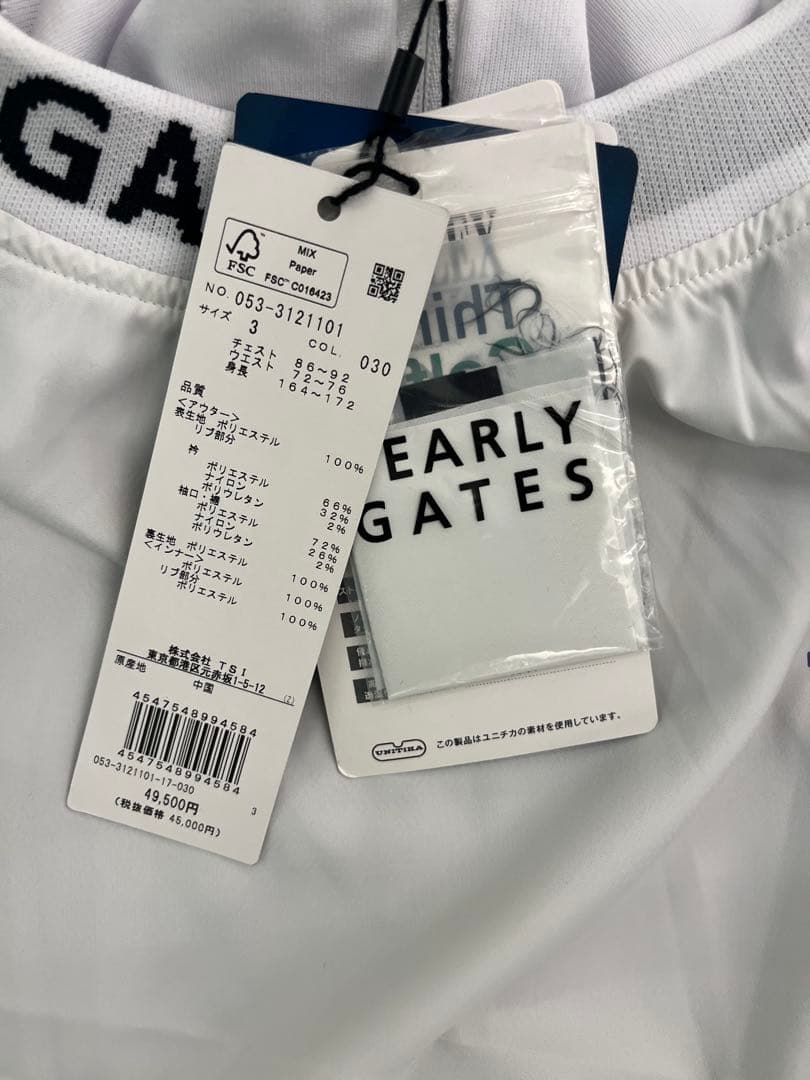 GA
MIX
Paper
FSC™ C016423
FSC™
NO. 053-3121101
サイズ 3 COL. 030
チェスト 86~92
ウエスト 72~76
身長 164~172
品質
<アウター>
表生地 ポリエステル 100%
リブ部分
衿
ポリエステル 66%
ナイロン 32%
ポリウレタン 2%
袖口・裾
ポリエステル 72%
ナイロン 26%
ポリウレタン 2%
裏生地 ポリエステル 100%
<インナー>
ポリエステル 100%
リブ部分
ポリエステル 100%
株式会社 TSI
東京都港区元赤坂1-5-12
原産地 中国 (Z)
4547548994584
4547548994584
053-3121101-17-030
49,500円 3
(税抜価格 45,000円)
EARLY
GATES
UNITIKA この製品はユニチカの素材を使用しています。